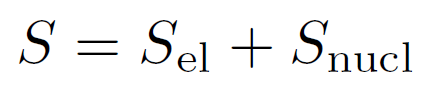 S = S_el + S_nucl